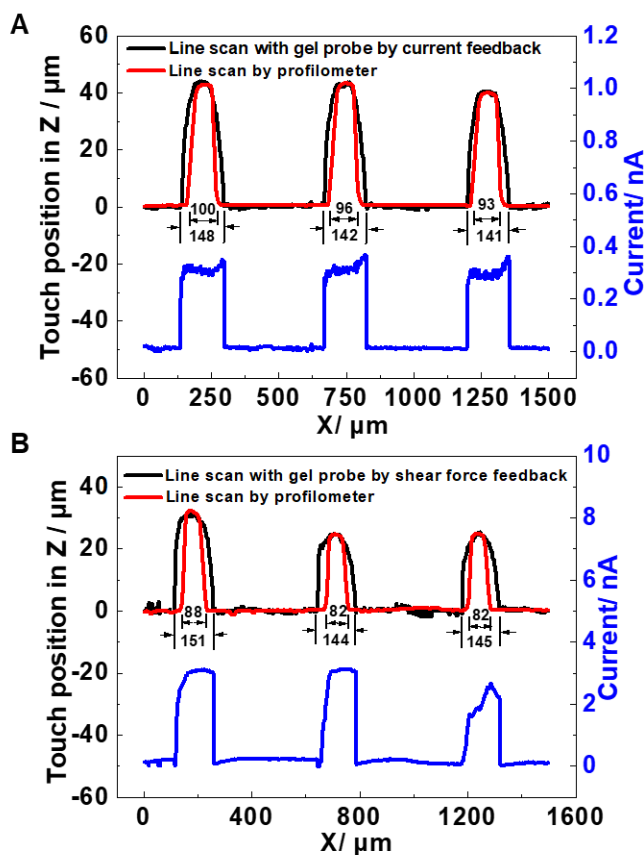 A
Line scan with gel probe by current feedback
Line scan by profilometer
Touch position in Z / μm
60
40
20
0
-20
-40
-60
1.2
1.0
0.8
0.6
0.4
0.2
0.0
Current/ nA
100
148
96
142
93
141
0 250 500 750 1000 1250 1500
X/ μm
B
Line scan with gel probe by shear force feedback
Line scan by profilometer
Touch position in Z / μm
40
20
0
-20
-40
-60
10
8
6
4
2
0
Current/ nA
88
151
82
144
82
145
0 400 800 1200 1600
X/ μm